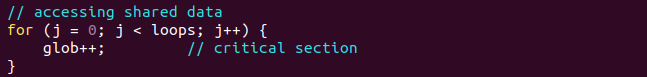 // accessing shared data
for (j = 0; j < loops; j++) {
    glob++;          // critical section
}